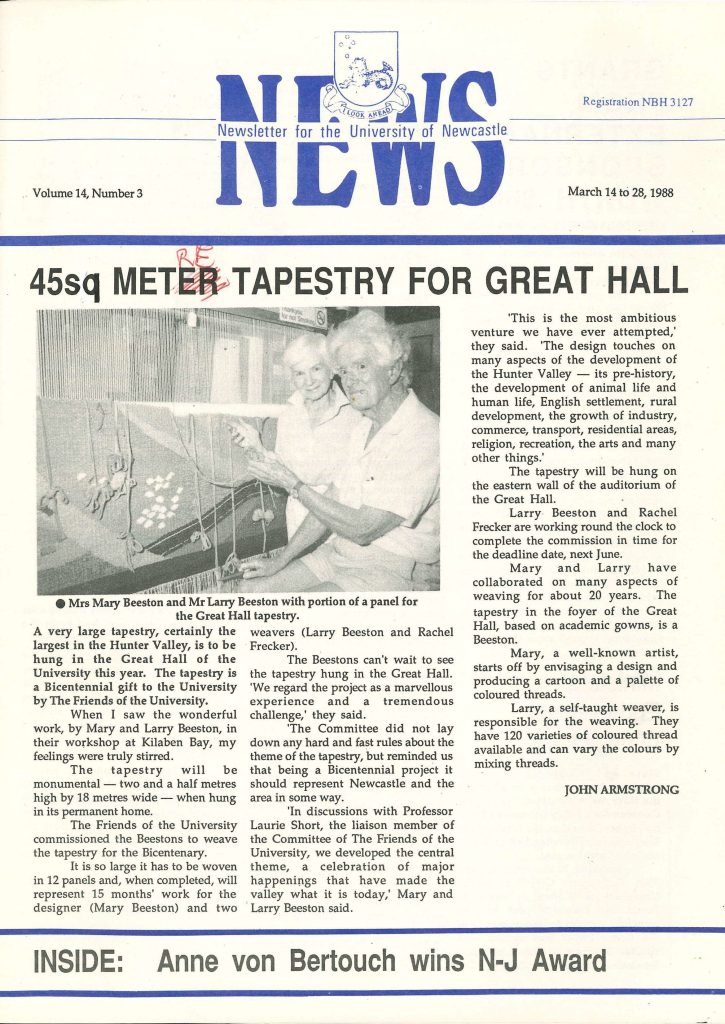 I LOOK AHEAD
NEWS
Newsletter for the University of Newcastle
Registration NBH 3127
Volume 14, Number 3
March 14 to 28, 1988
RE
45sq METER TAPESTRY FOR GREAT HALL
for not Smoking
● Mrs Mary Beeston and Mr Larry Beeston with portion of a panel for
the Great Hall tapestry.
A very large tapestry, certainly the
largest in the Hunter Valley, is to be
hung in the Great Hall of the
University this year. The tapestry is
a Bicentennial gift to the University
by The Friends of the University.
When I saw the wonderful
work, by Mary and Larry Beeston, in
their workshop at Kilaben Bay, my
feelings were truly stirred.
The tapestry will be
monumental — two and a half metres
high by 18 metres wide — when hung
in its permanent home.
The Friends of the University
commissioned the Beestons to weave
the tapestry for the Bicentenary.
It is so large it has to be woven
in 12 panels and, when completed, will
represent 15 months' work for the
designer (Mary Beeston) and two
weavers (Larry Beeston and Rachel
Frecker).
The Beestons can't wait to see
the tapestry hung in the Great Hall.
'We regard the project as a marvellous
experience and a tremendous
challenge,' they said.
'The Committee did not lay
down any hard and fast rules about the
theme of the tapestry, but reminded us
that being a Bicentennial project it
should represent Newcastle and the
area in some way.
'In discussions with Professor
Laurie Short, the liaison member of
the Committee of The Friends of the
University, we developed the central
theme, a celebration of major
happenings that have made the
valley what it is today,' Mary and
Larry Beeston said.
'This is the most ambitious
venture we have ever attempted,'
they said. 'The design touches on
many aspects of the development of
the Hunter Valley — its pre-history,
the development of animal life and
human life, English settlement, rural
development, the growth of industry,
commerce, transport, residential areas,
religion, recreation, the arts and many
other things.'
The tapestry will be hung on
the eastern wall of the auditorium of
the Great Hall.
Larry Beeston and Rachel
Frecker are working round the clock to
complete the commission in time for
the deadline date, next June.
Mary and Larry have
collaborated on many aspects of
weaving for about 20 years. The
tapestry in the foyer of the Great
Hall, based on academic gowns, is a
Beeston.
Mary, a well-known artist,
starts off by envisaging a design and
producing a cartoon and a palette of
coloured threads.
Larry, a self-taught weaver, is
responsible for the weaving. They
have 120 varieties of coloured thread
available and can vary the colours by
mixing threads.
JOHN ARMSTRONG
INSIDE: Anne von Bertouch wins N-J Award